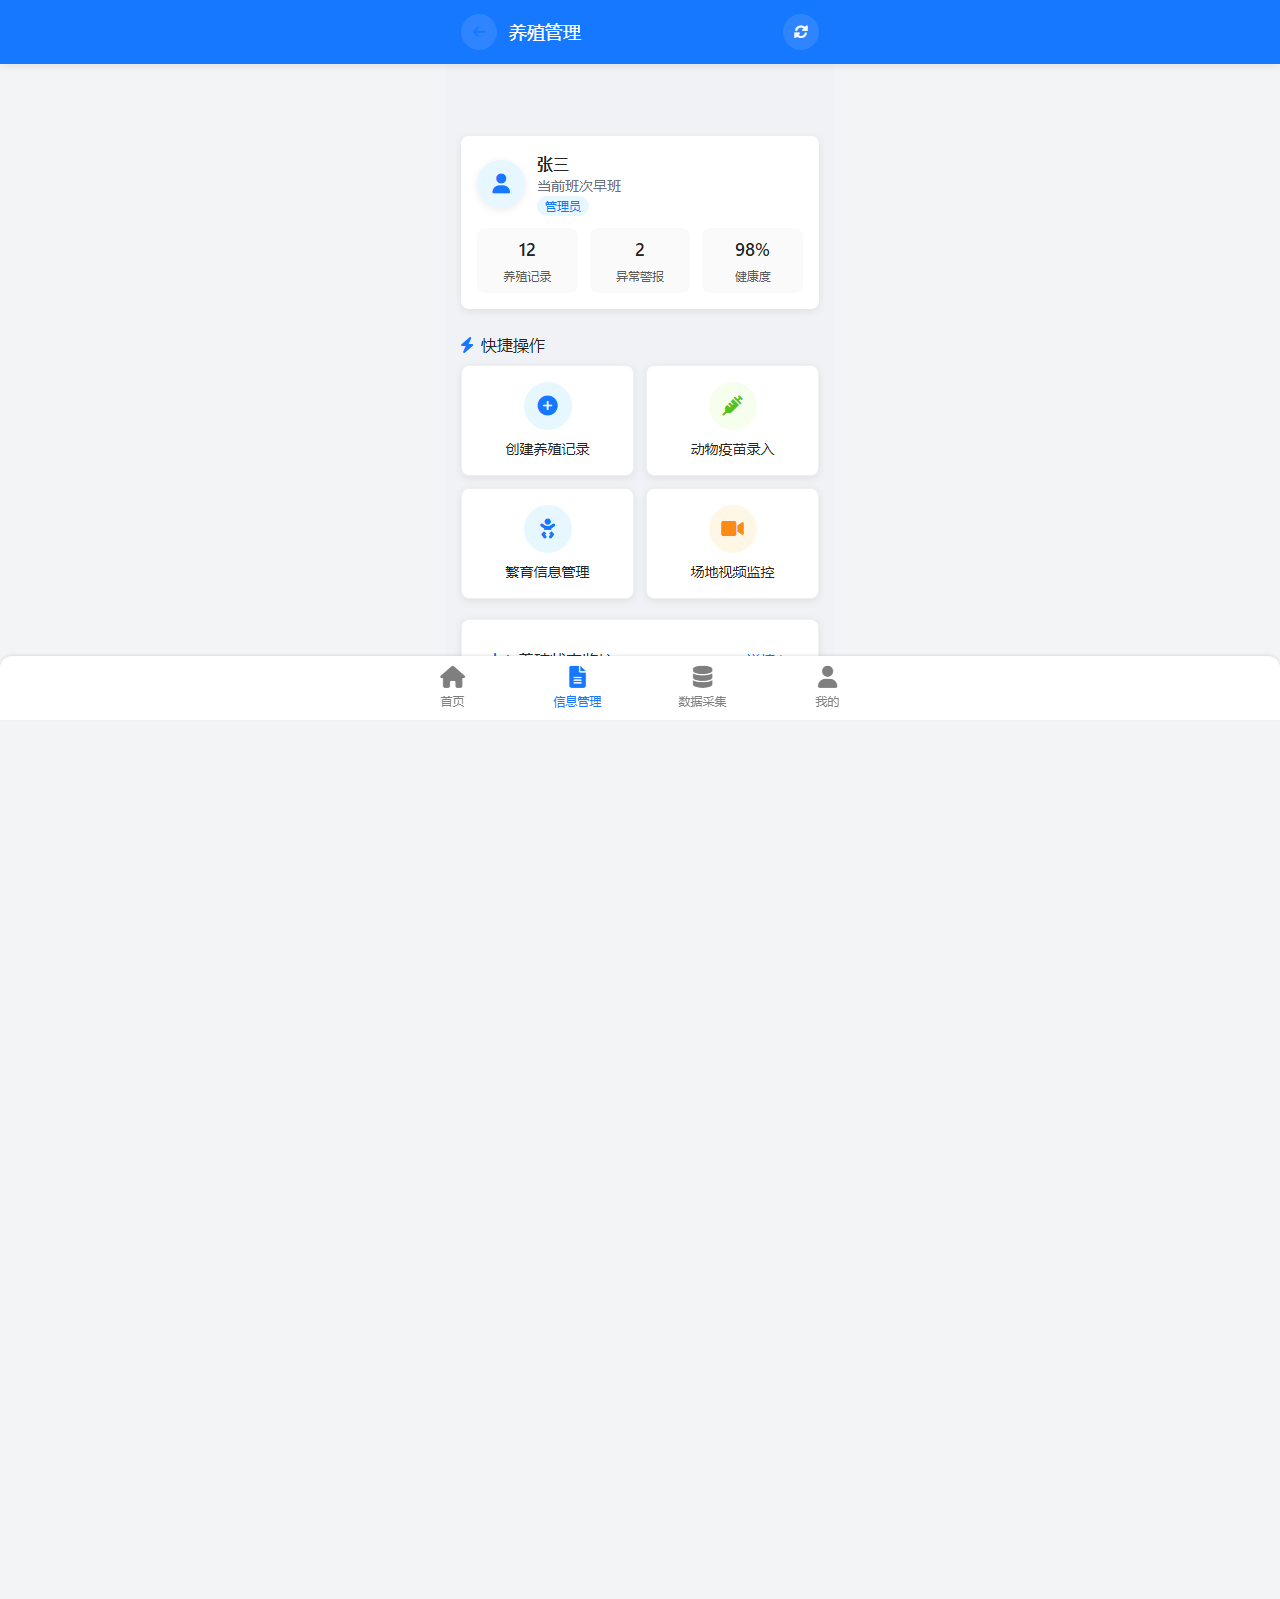 养殖管理
张三
当前班次早班
管理员
12
2
98%
养殖记录
异常警报
健康度
快捷操作
创建养殖记录
动物疫苗录入
繁育信息管理
场地视频监控
首页
信息管理
数据采集
我的